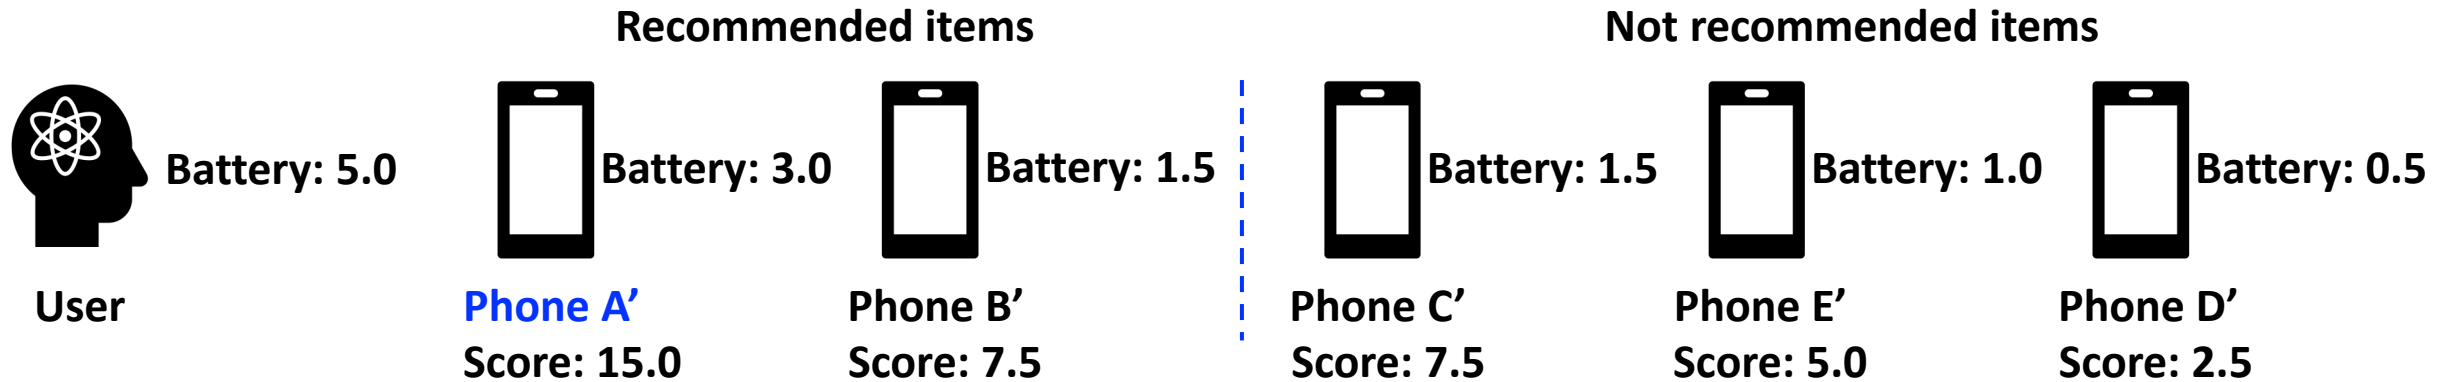 Recommended items
Not recommended items
Battery: 5.0
Battery: 3.0
Battery: 1.5
Battery: 1.5
Battery: 1.0
Battery: 0.5
User
Phone A’
Phone B’
Phone C’
Phone E’
Phone D’
Score: 15.0
Score: 7.5
Score: 7.5
Score: 5.0
Score: 2.5